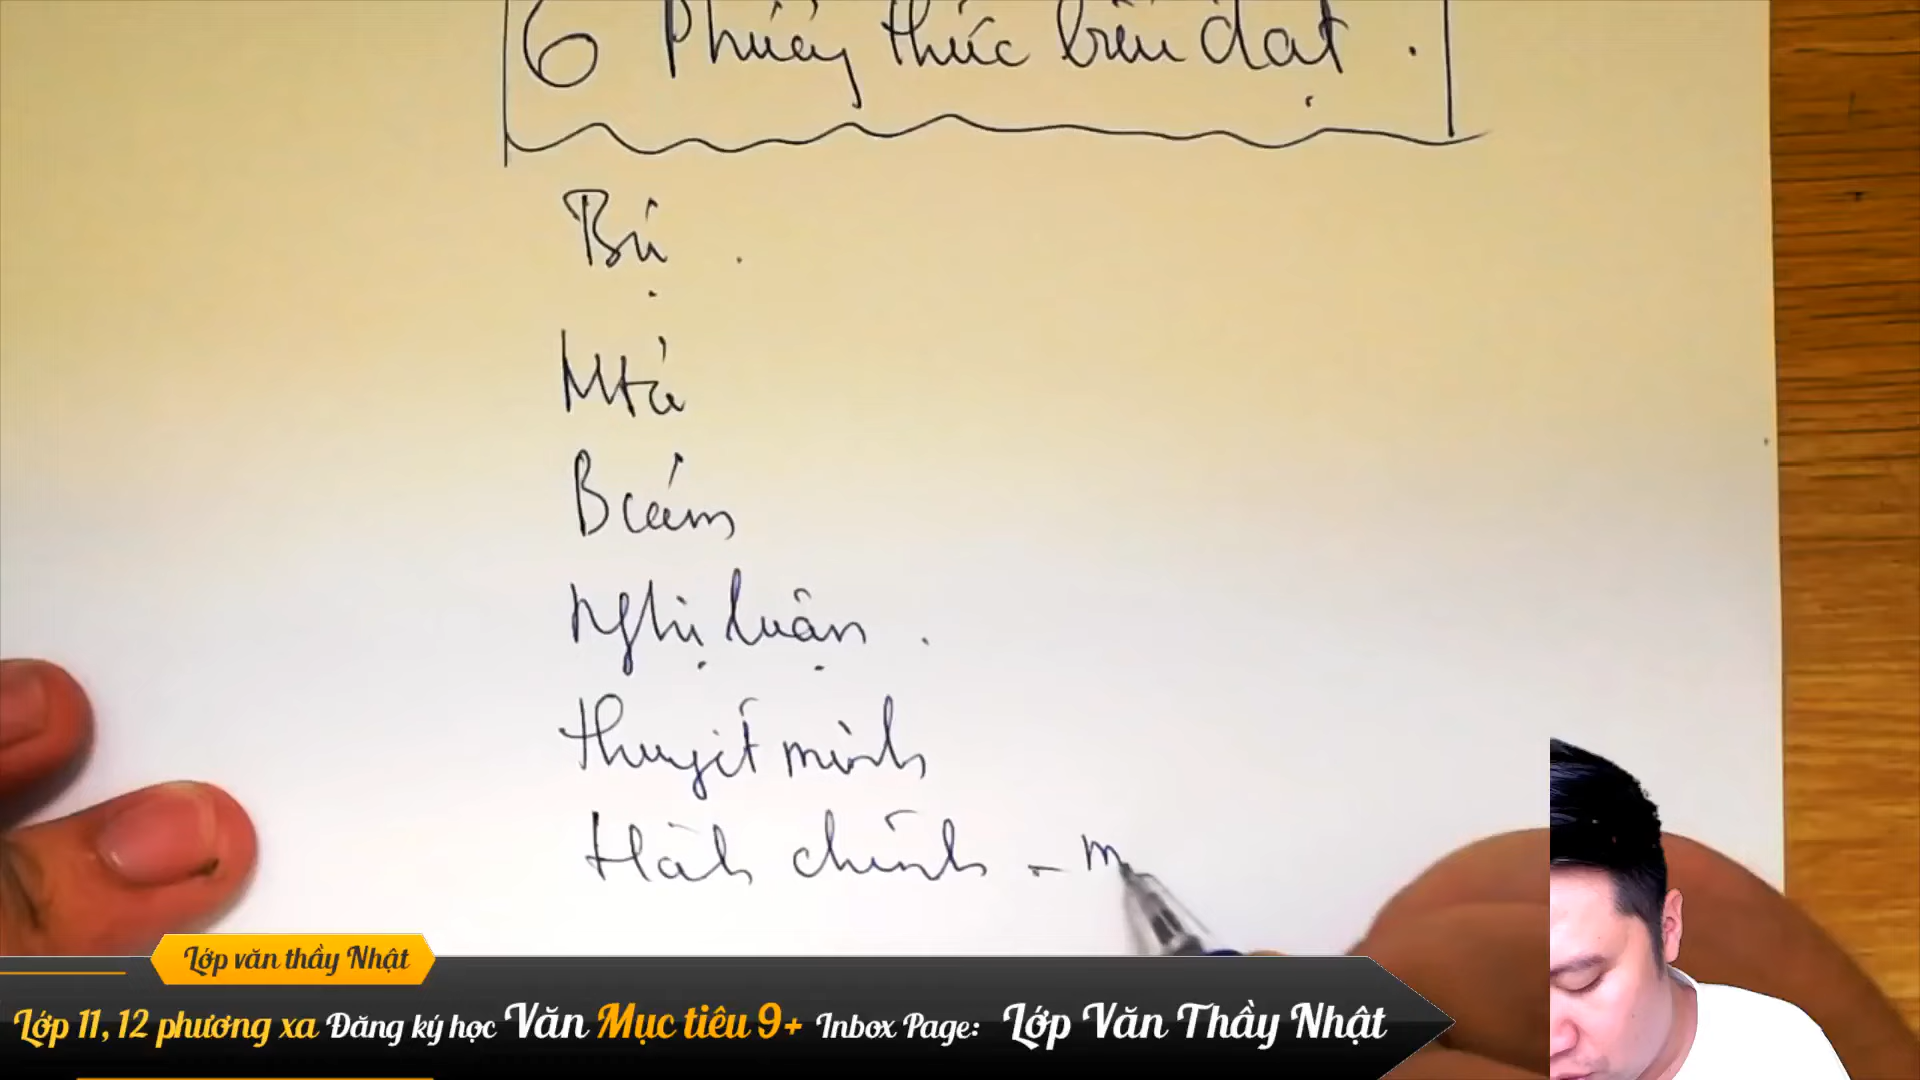 6 Phương thức biểu đạt.
Tự
Mtả
Bcảm
Nghị luận.
Thuyết minh
Hành chính - m
Lớp văn thầy Nhật
Lớp 11, 12 phương xa Đăng ký học Văn Mục tiêu 9+ Inbox Page: Lớp Văn Thầy Nhật